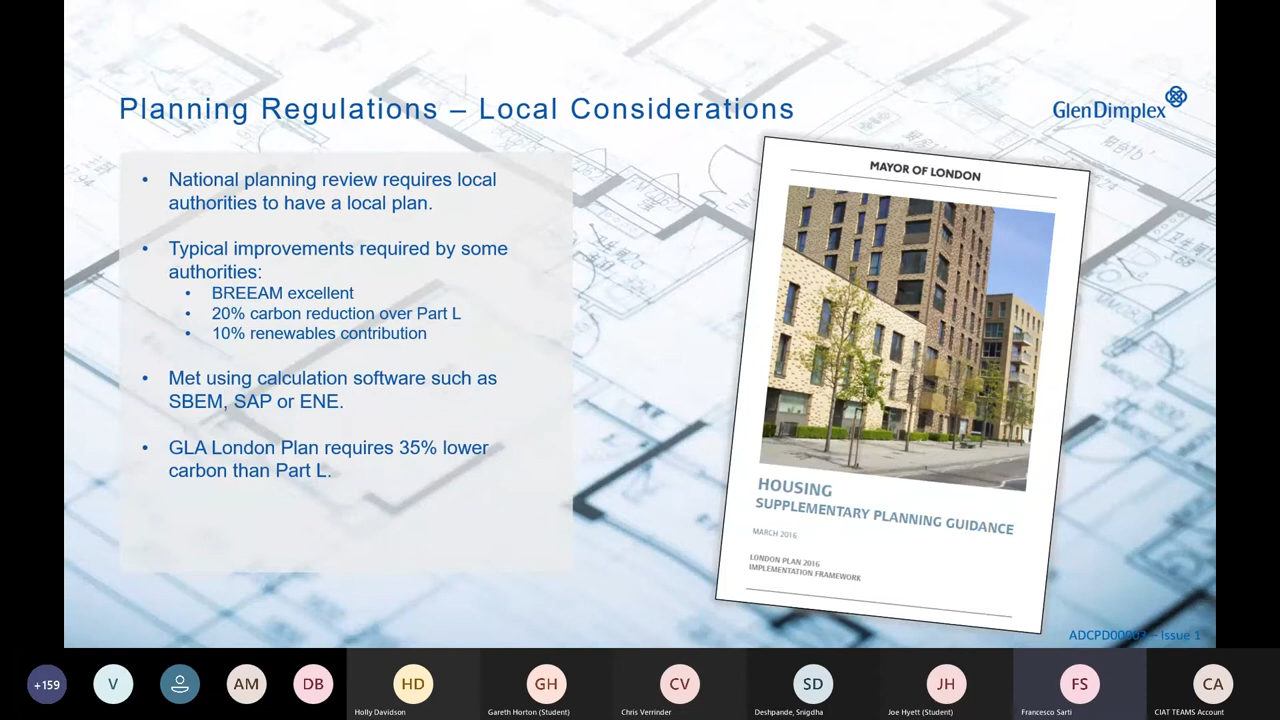 Planning Regulations – Local Considerations
GlenDimplex
• National planning review requires local
authorities to have a local plan.
• Typical improvements required by some
authorities:
• BREEAM excellent
• 20% carbon reduction over Part L
• 10% renewables contribution
• Met using calculation software such as
SBEM, SAP or ENE.
• GLA London Plan requires 35% lower
carbon than Part L.
MAYOR OF LONDON
HOUSING
SUPPLEMENTARY PLANNING GUIDANCE
MARCH 2016
LONDON PLAN 2016
IMPLEMENTATION FRAMEWORK
– Issue 1
+159
V
AM
DB
HD
GH
CV
SD
JH
FS
CA
Holly Davidson
Gareth Horton (Student)
Chris Verrinder
Deshpande, Snigdha
Joe Hyett (Student)
Francesco Sarti
CIAT TEAMS Account